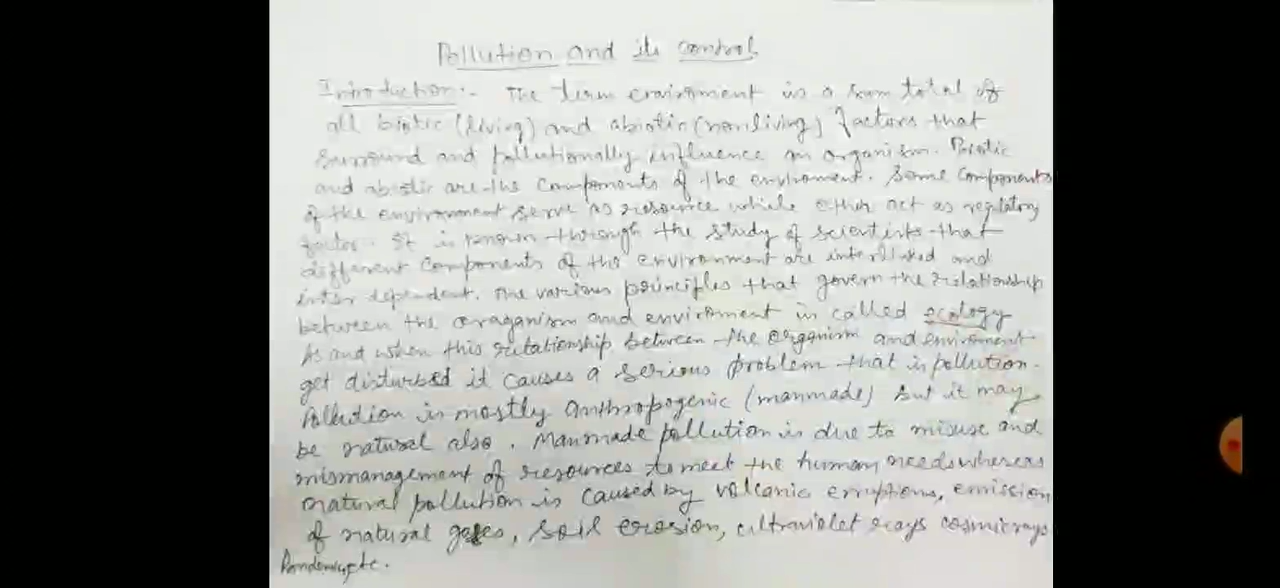 Pollution and its control
Introduction:- The term enviroment is a sum total of
all biotic (living) and abiotic (nonliving) factors that
surround and pollutionally influence an organism. Biotic
and abiotic are the components of the enviroment. Some components
of the environment serve as resource while other act as regulatory
factor. It is known through the study of scientists that
different components of the environment are interlinked and
inter dependent. The various principles that govern the relationship
between the oraganism and enviroment is called ecology
As and when this relationship between the organism and enviroment
get disturbed it causes a serious problem that is pollution.
Pollution is mostly anthropogenic (manmade) but it may
be natural also. Manmade pollution is due to misuse and
mismanagement of resources to meet the human needs whereas
natural pollution is caused by volcanic erruptions, emission
of natural gases, soil erosion, ultraviolet rays cosmic rays